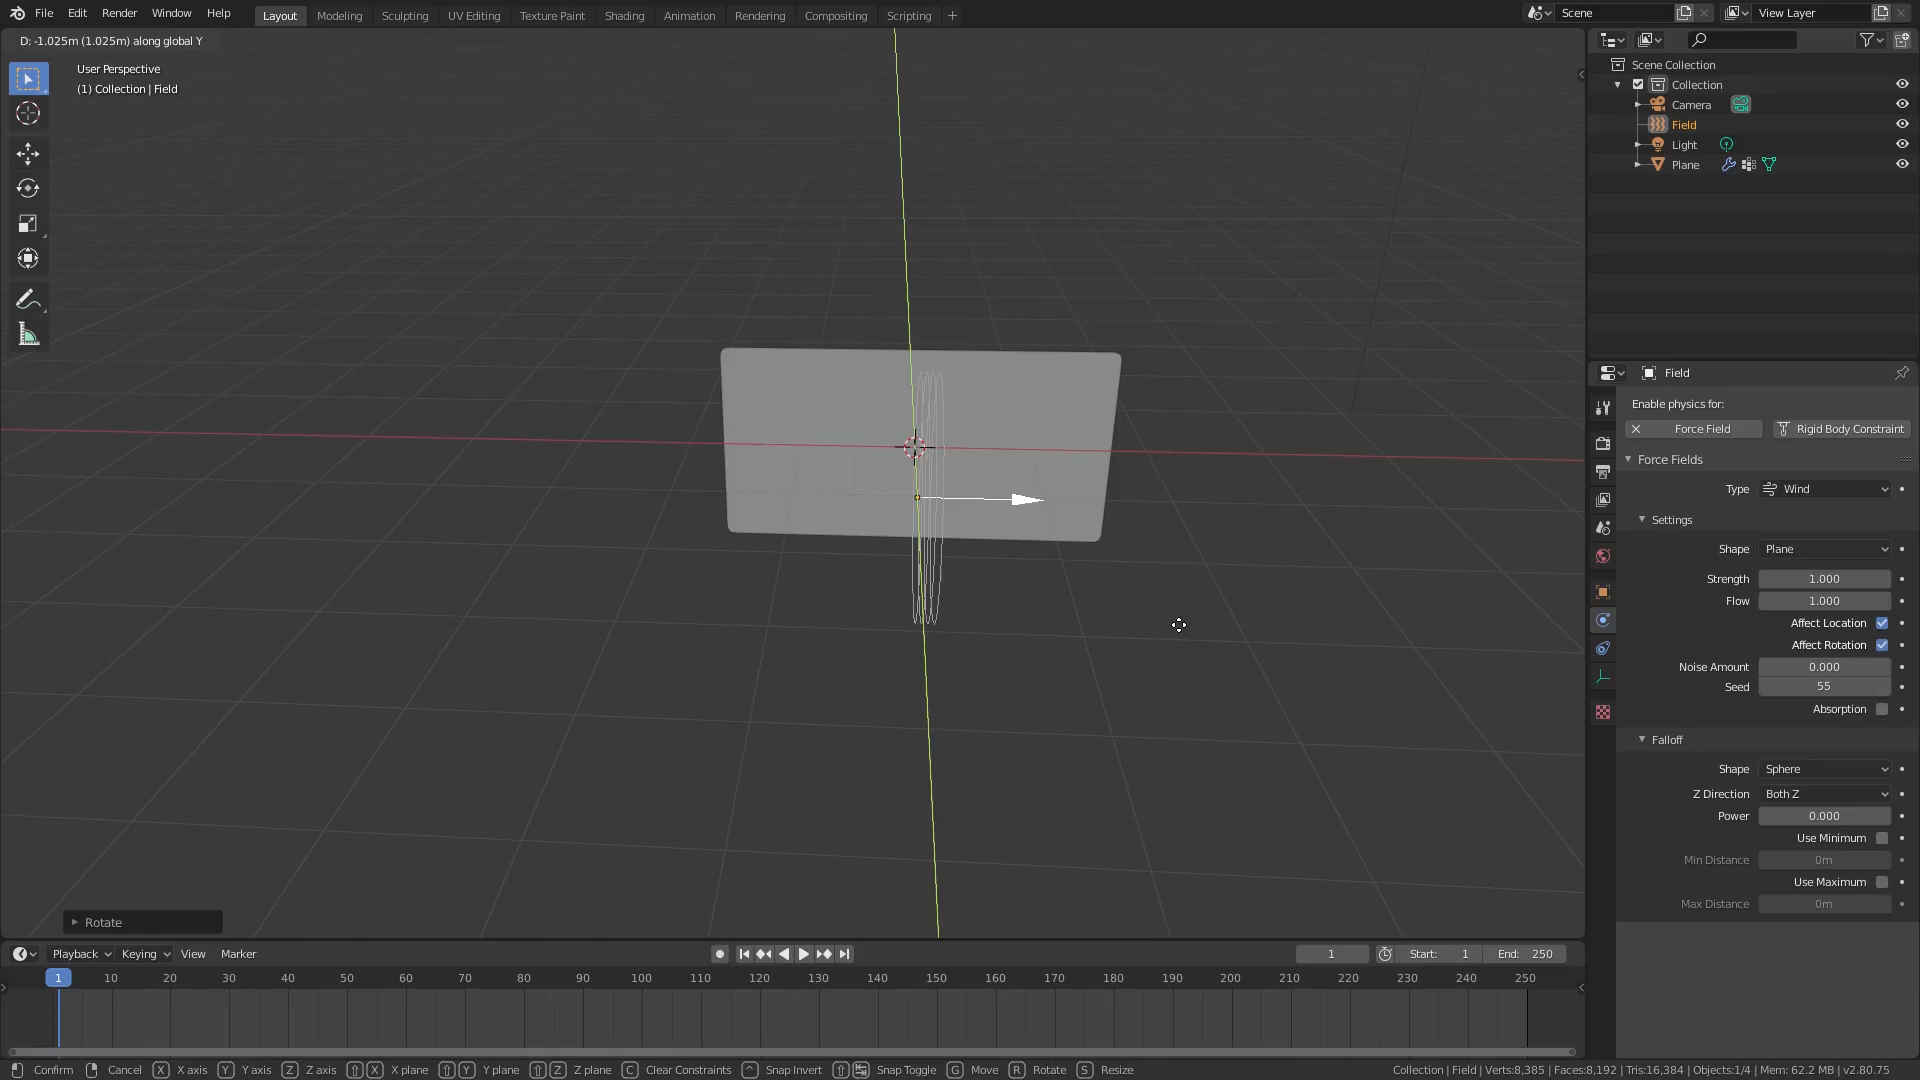 File Edit Render Window Help Layout Modeling Sculpting UV Editing Texture Paint Shading Animation Rendering Compositing Scripting + Scene View Layer
D: -1.025m (1.025m) along global Y
User Perspective
(1) Collection | Field
Scene Collection
Collection
Camera
Field
Light
Plane
Field
Enable physics for:
Force Field Rigid Body Constraint
Force Fields
Type Wind
Settings
Shape Plane
Strength 1.000
Flow 1.000
Affect Location
Affect Rotation
Noise Amount 0.000
Seed 55
Absorption
Falloff
Shape Sphere
Z Direction Both Z
Power 0.000
Use Minimum
Min Distance 0m
Use Maximum
Max Distance 0m
Rotate
Playback Keying View Marker 1 Start: 1 End: 250
1 10 20 30 40 50 60 70 80 90 100 110 120 130 140 150 160 170 180 190 200 210 220 230 240 250
Confirm Cancel X X axis Y Y axis Z Z axis X X plane Y Y plane Z Z plane C Clear Constraints ^ Snap Invert Snap Toggle G Move R Rotate S Resize Collection | Field | Verts:8,385 | Faces:8,192 | Tris:16,384 | Objects:1/4 | Mem: 62.2 MB | v2.80.75